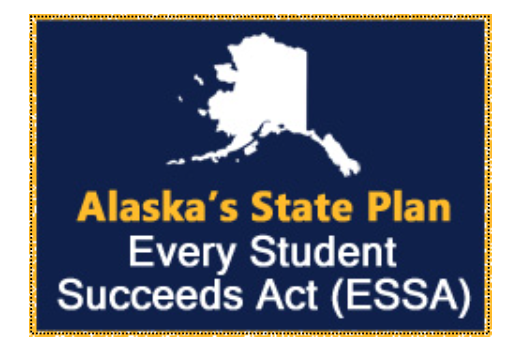 Alaska's State Plan
Every Student
Succeeds Act (ESSA)